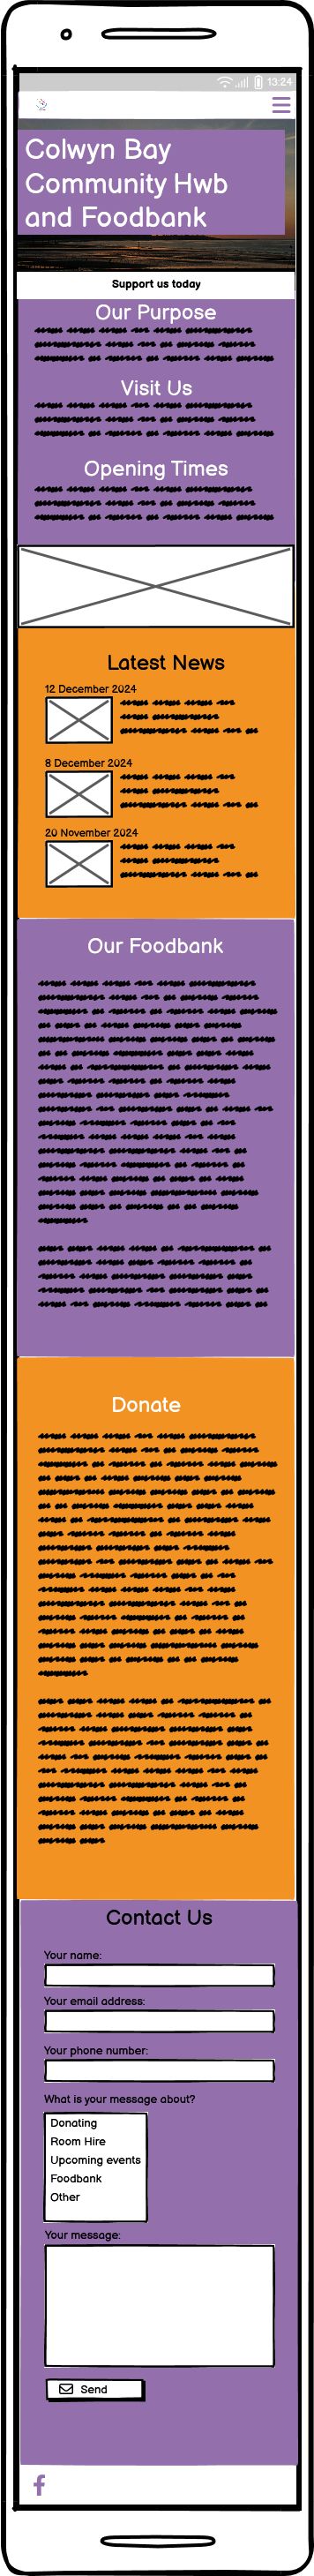 13:24
Colwyn Bay
Community Hwb
and Foodbank
Support us today
Our Purpose
Visit Us
Opening Times
Latest News
12 December 2024
8 December 2024
20 November 2024
Our Foodbank
Donate
Contact Us
Your name:
Your email address:
Your phone number:
What is your message about?
Donating
Room Hire
Upcoming events
Foodbank
Other
Your message:
Send